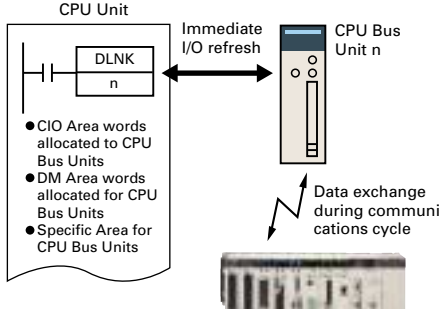 CPU Unit
DLNK
n
● CIO Area words
allocated to CPU
Bus Units
● DM Area words
allocated for CPU
Bus Units
● Specific Area for
CPU Bus Units
Immediate
I/O refresh
CPU Bus
Unit n
Data exchange
during communi
cations cycle